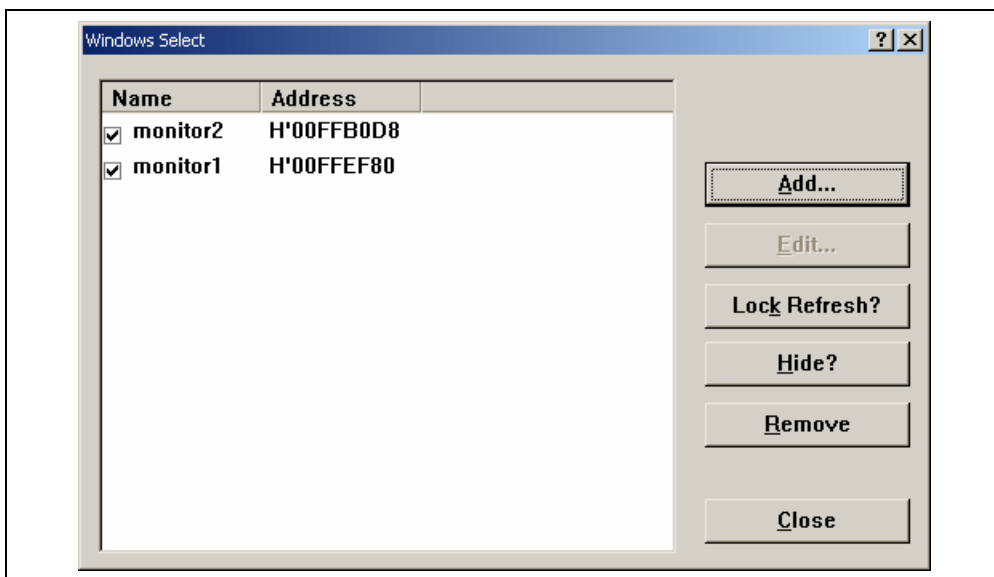 Windows Select
Name Address
monitor2 H'00FFB0D8
monitor1 H'00FFEF80
Add...
Edit...
Lock Refresh?
Hide?
Remove
Close